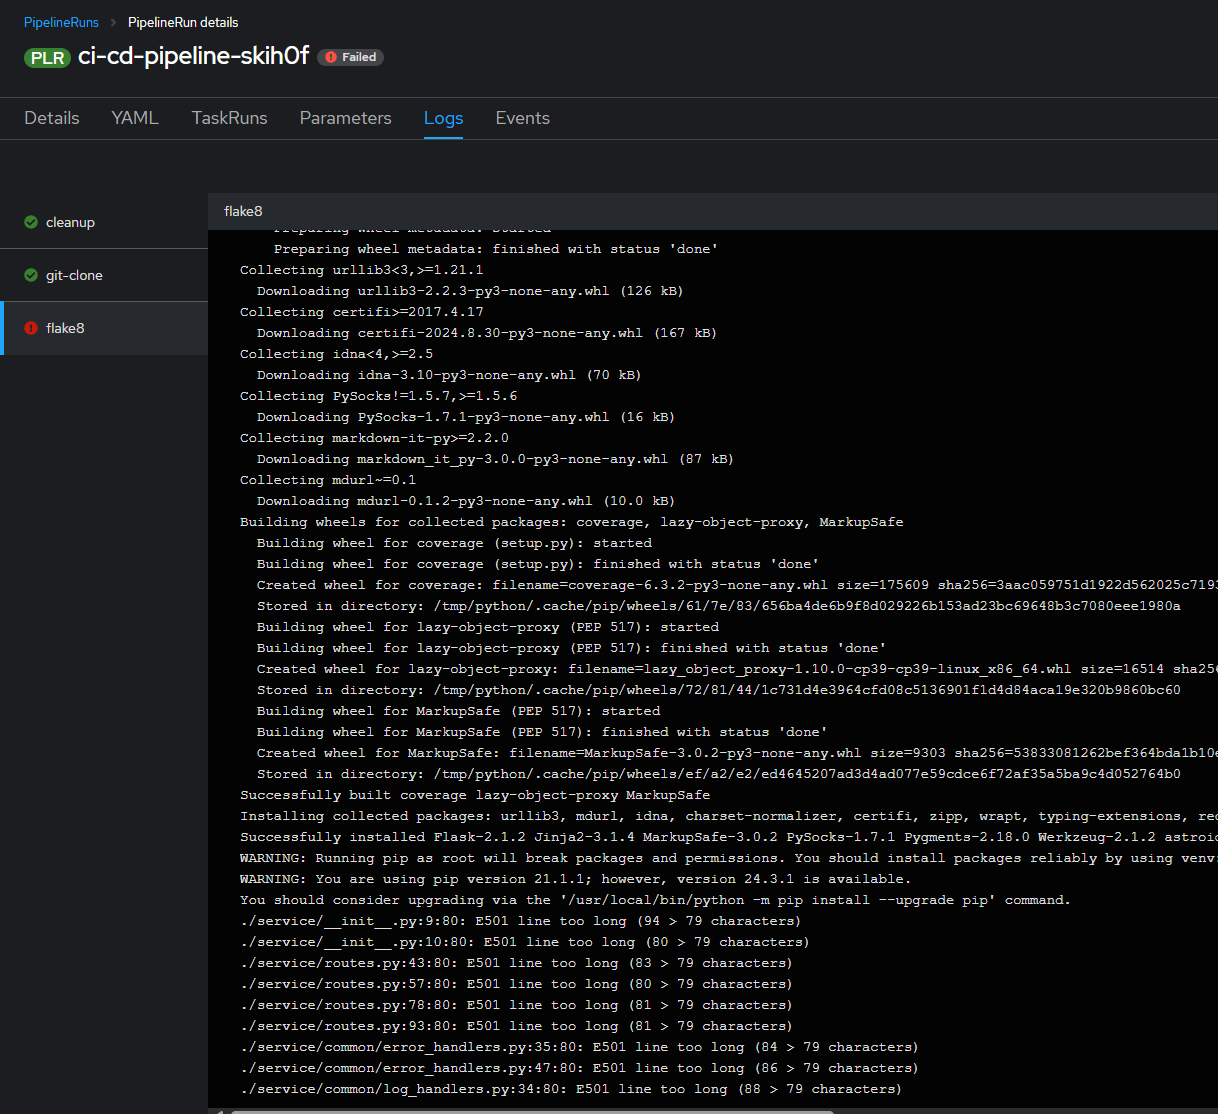 PipelineRuns > PipelineRun details
PLR ci-cd-pipeline-skih0f Failed
Details YAML TaskRuns Parameters Logs Events
cleanup
git-clone
flake8
flake8
Preparing wheel metadata: started
Preparing wheel metadata: finished with status 'done'
Collecting urllib3<3,>=1.21.1
Downloading urllib3-2.2.3-py3-none-any.whl (126 kB)
Collecting certifi>=2017.4.17
Downloading certifi-2024.8.30-py3-none-any.whl (167 kB)
Collecting idna<4,>=2.5
Downloading idna-3.10-py3-none-any.whl (70 kB)
Collecting PySocks!=1.5.7,>=1.5.6
Downloading PySocks-1.7.1-py3-none-any.whl (16 kB)
Collecting markdown-it-py>=2.2.0
Downloading markdown_it_py-3.0.0-py3-none-any.whl (87 kB)
Collecting mdurl~=0.1
Downloading mdurl-0.1.2-py3-none-any.whl (10.0 kB)
Building wheels for collected packages: coverage, lazy-object-proxy, MarkupSafe
Building wheel for coverage (setup.py): started
Building wheel for coverage (setup.py): finished with status 'done'
Created wheel for coverage: filename=coverage-6.3.2-py3-none-any.whl size=175609 sha256=3aac059751d1922d562025c7193
Stored in directory: /tmp/python/.cache/pip/wheels/61/7e/83/656ba4de6b9f8d029226b153ad23bc69648b3c7080eee1980a
Building wheel for lazy-object-proxy (PEP 517): started
Building wheel for lazy-object-proxy (PEP 517): finished with status 'done'
Created wheel for lazy-object-proxy: filename=lazy_object_proxy-1.10.0-cp39-cp39-linux_x86_64.whl size=16514 sha256
Stored in directory: /tmp/python/.cache/pip/wheels/72/81/44/1c731d4e3964cfd08c5136901f1d4d84aca19e320b9860bc60
Building wheel for MarkupSafe (PEP 517): started
Building wheel for MarkupSafe (PEP 517): finished with status 'done'
Created wheel for MarkupSafe: filename=MarkupSafe-3.0.2-py3-none-any.whl size=9303 sha256=53833081262bef364bda1b10e
Stored in directory: /tmp/python/.cache/pip/wheels/ef/a2/e2/ed4645207ad3d4ad077e59cdce6f72af35a5ba9c4d052764b0
Successfully built coverage lazy-object-proxy MarkupSafe
Installing collected packages: urllib3, mdurl, idna, charset-normalizer, certifi, zipp, wrapt, typing-extensions, req
Successfully installed Flask-2.1.2 Jinja2-3.1.4 MarkupSafe-3.0.2 PySocks-1.7.1 Pygments-2.18.0 Werkzeug-2.1.2 astroid
WARNING: Running pip as root will break packages and permissions. You should install packages reliably by using venv:
WARNING: You are using pip version 21.1.1; however, version 24.3.1 is available.
You should consider upgrading via the '/usr/local/bin/python -m pip install --upgrade pip' command.
./service/__init__.py:9:80: E501 line too long (94 > 79 characters)
./service/__init__.py:10:80: E501 line too long (80 > 79 characters)
./service/routes.py:43:80: E501 line too long (83 > 79 characters)
./service/routes.py:57:80: E501 line too long (80 > 79 characters)
./service/routes.py:78:80: E501 line too long (81 > 79 characters)
./service/routes.py:93:80: E501 line too long (81 > 79 characters)
./service/common/error_handlers.py:35:80: E501 line too long (84 > 79 characters)
./service/common/error_handlers.py:47:80: E501 line too long (86 > 79 characters)
./service/common/log_handlers.py:34:80: E501 line too long (88 > 79 characters)